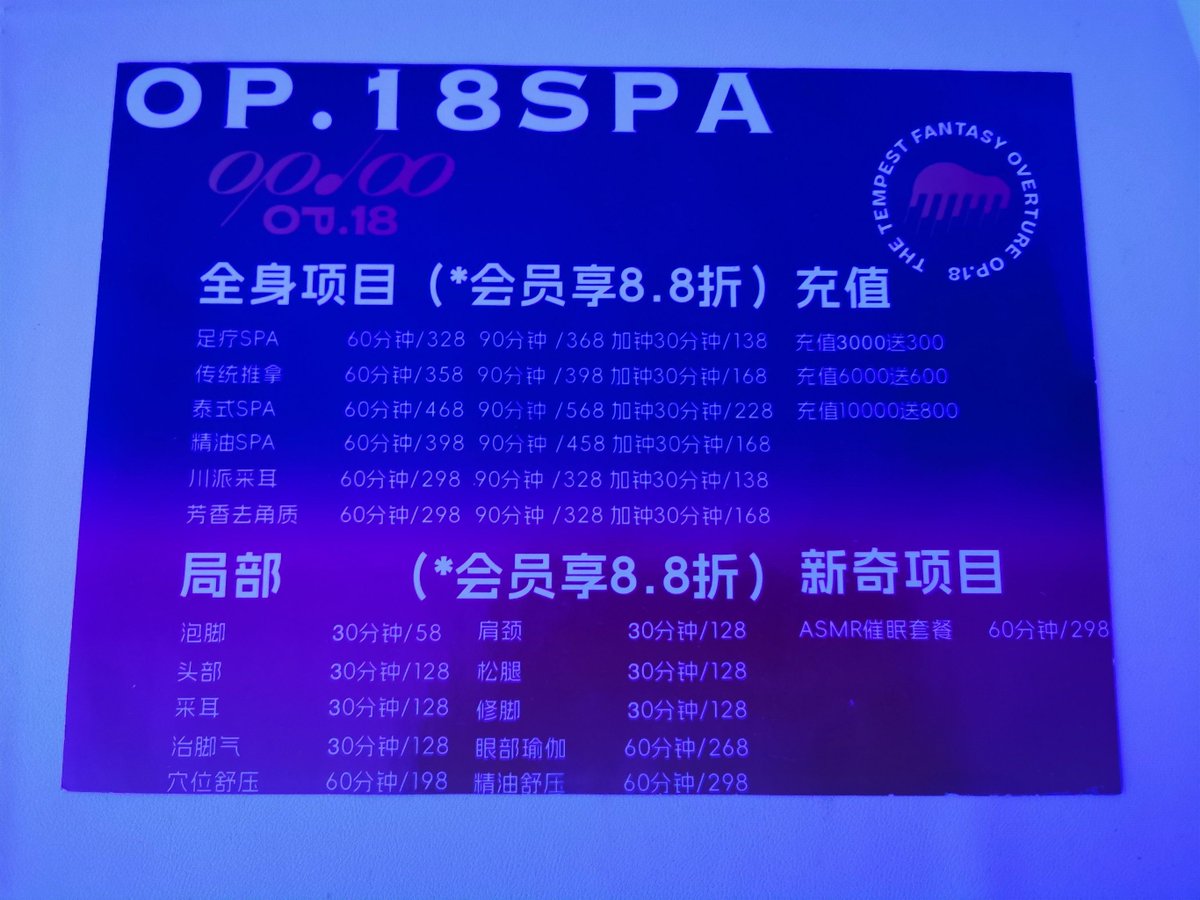 OP.18SPA
OP.18
THE TEMPEST FANTASY OVERTURE OP.18
全身项目（*会员享8.8折）
足疗SPA 60分钟/328 90分钟 /368 加钟30分钟/138
传统推拿 60分钟/358 90分钟 /398 加钟30分钟/168
泰式SPA 60分钟/468 90分钟 /568 加钟30分钟/228
精油SPA 60分钟/398 90分钟 /458 加钟30分钟/168
川派采耳 60分钟/298 90分钟 /328 加钟30分钟/138
芳香去角质 60分钟/298 90分钟 /328 加钟30分钟/168
充值
充值3000送300
充值6000送600
充值10000送800
局部 （*会员享8.8折）
泡脚 30分钟/58 肩颈 30分钟/128
头部 30分钟/128 松腿 30分钟/128
采耳 30分钟/128 修脚 30分钟/128
治脚气 30分钟/128 眼部瑜伽 60分钟/268
穴位舒压 60分钟/198 精油舒压 60分钟/298
新奇项目
ASMR催眠套餐 60分钟/298